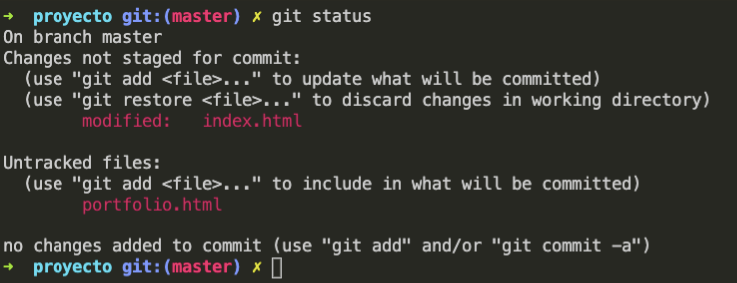 ➜  proyecto git:(master) ✗ git status
On branch master
Changes not staged for commit:
  (use "git add <file>..." to update what will be committed)
  (use "git restore <file>..." to discard changes in working directory)
        modified:   index.html

Untracked files:
  (use "git add <file>..." to include in what will be committed)
        portfolio.html

no changes added to commit (use "git add" and/or "git commit -a")
➜  proyecto git:(master) ✗